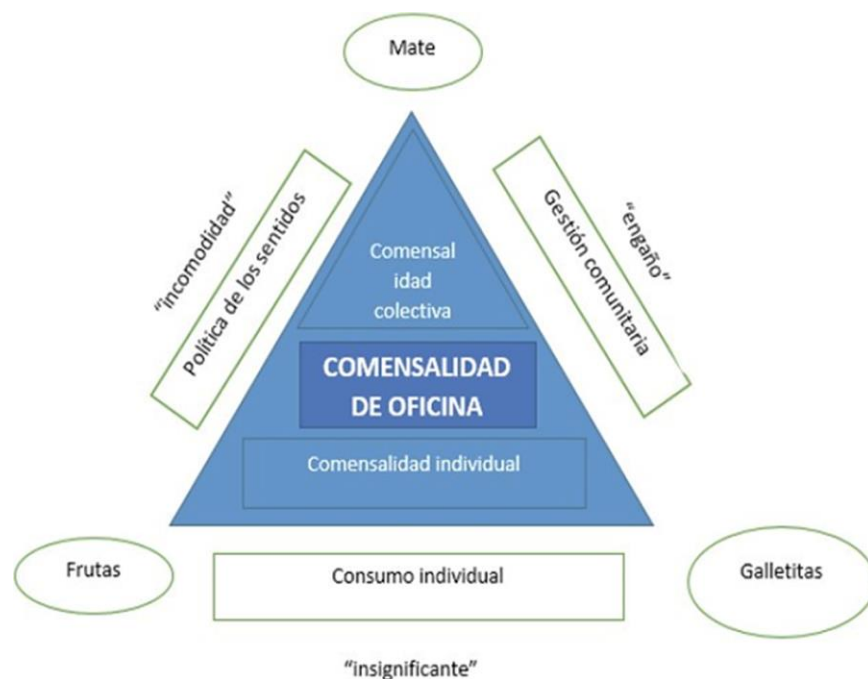 Mate
“incomodidad”
Política de los sentidos
Gestión comunitaria
“engaño”
Comensal
idad
colectiva
COMENSALIDAD
DE OFICINA
Comensalidad individual
Frutas
Consumo individual
Galletitas
“insignificante”